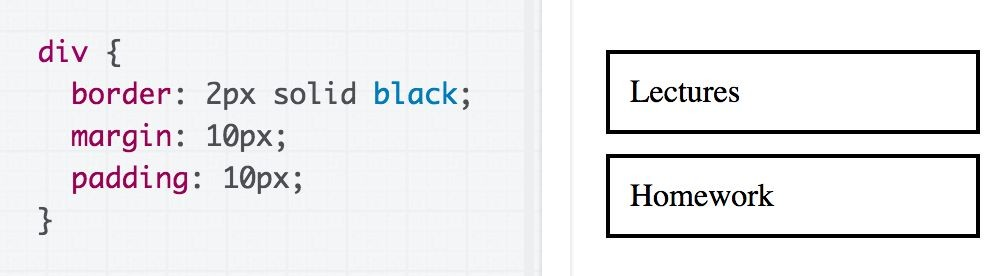 div {
  border: 2px solid black;
  margin: 10px;
  padding: 10px;
}
Lectures
Homework